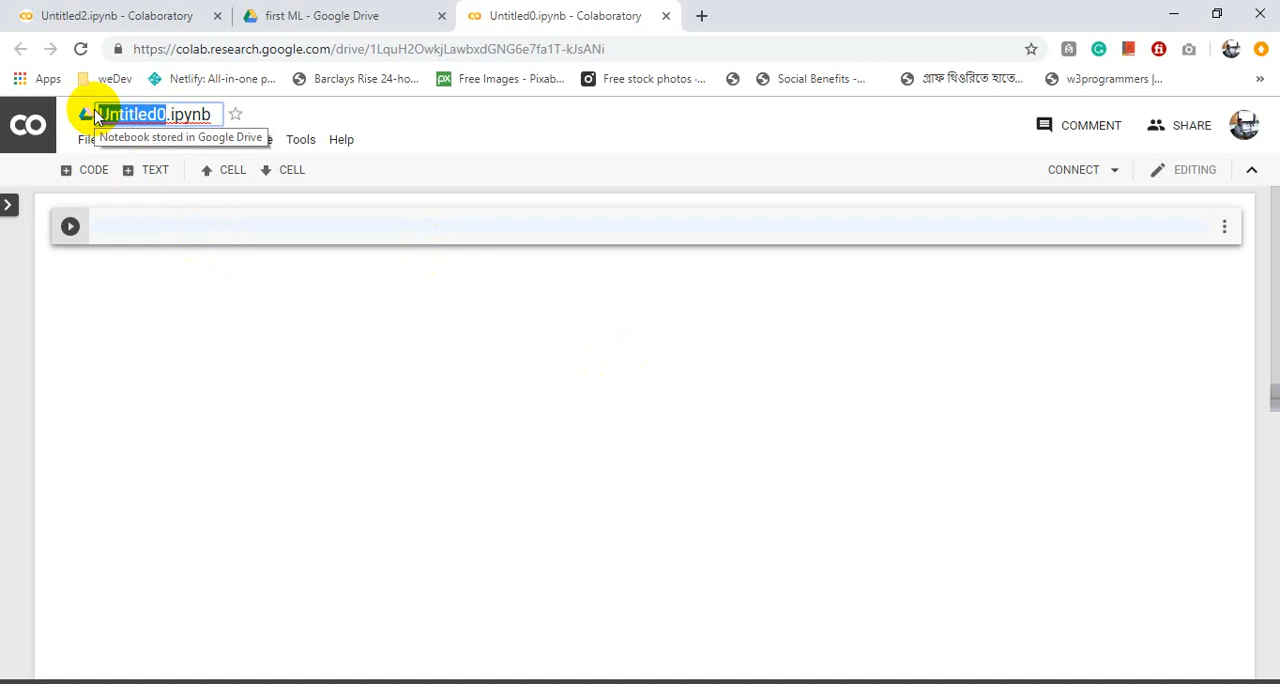 Untitled2.ipynb - Colaboratory
first ML - Google Drive
Untitled0.ipynb - Colaboratory
https://colab.research.google.com/drive/1LquH2OwkjLawbxdGNG6e7fa1T-kJsANi
Apps
weDev
Netlify: All-in-one p...
Barclays Rise 24-ho...
Free Images - Pixab...
Free stock photos ·...
Social Benefits -...
গ্রাফ থিওরিতে হাতে...
w3programmers |...
»
CO
Untitled0.ipynb
COMMENT
SHARE
Notebook stored in Google Drive
Tools
Help
CODE
TEXT
CELL
CELL
CONNECT
EDITING